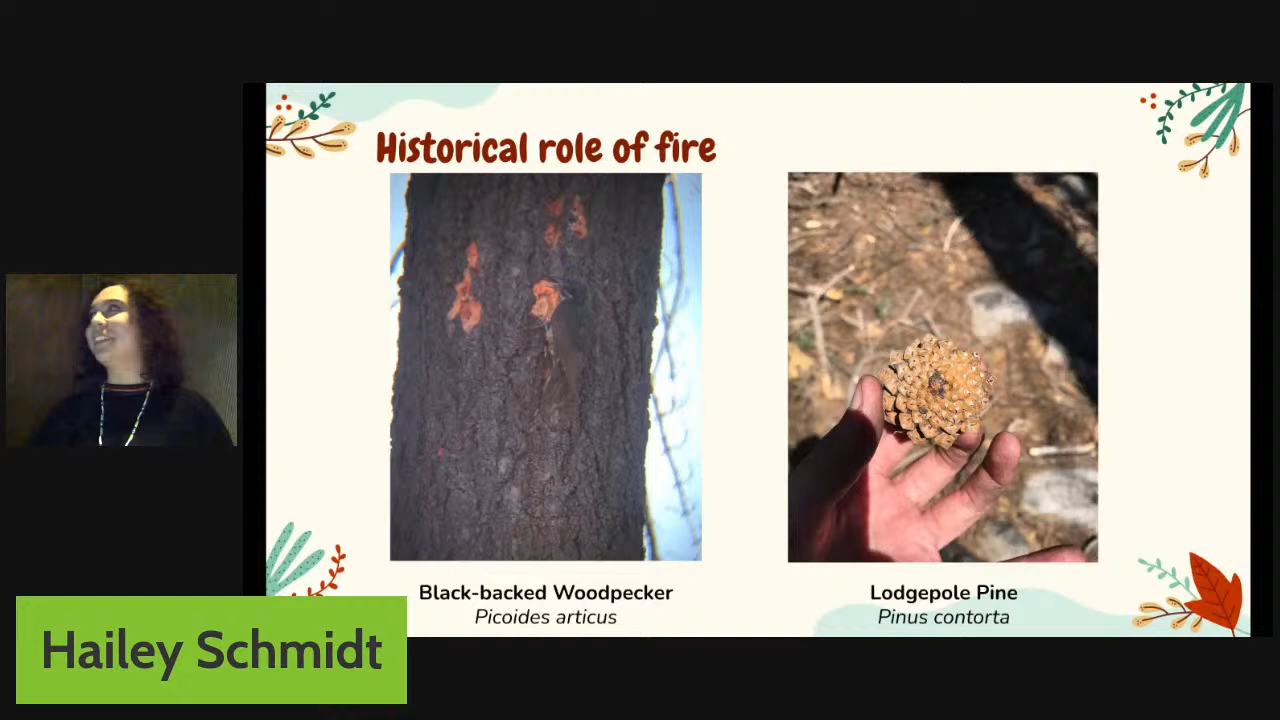 Historical role of fire
Black-backed Woodpecker
Picoides articus
Lodgepole Pine
Pinus contorta
Hailey Schmidt